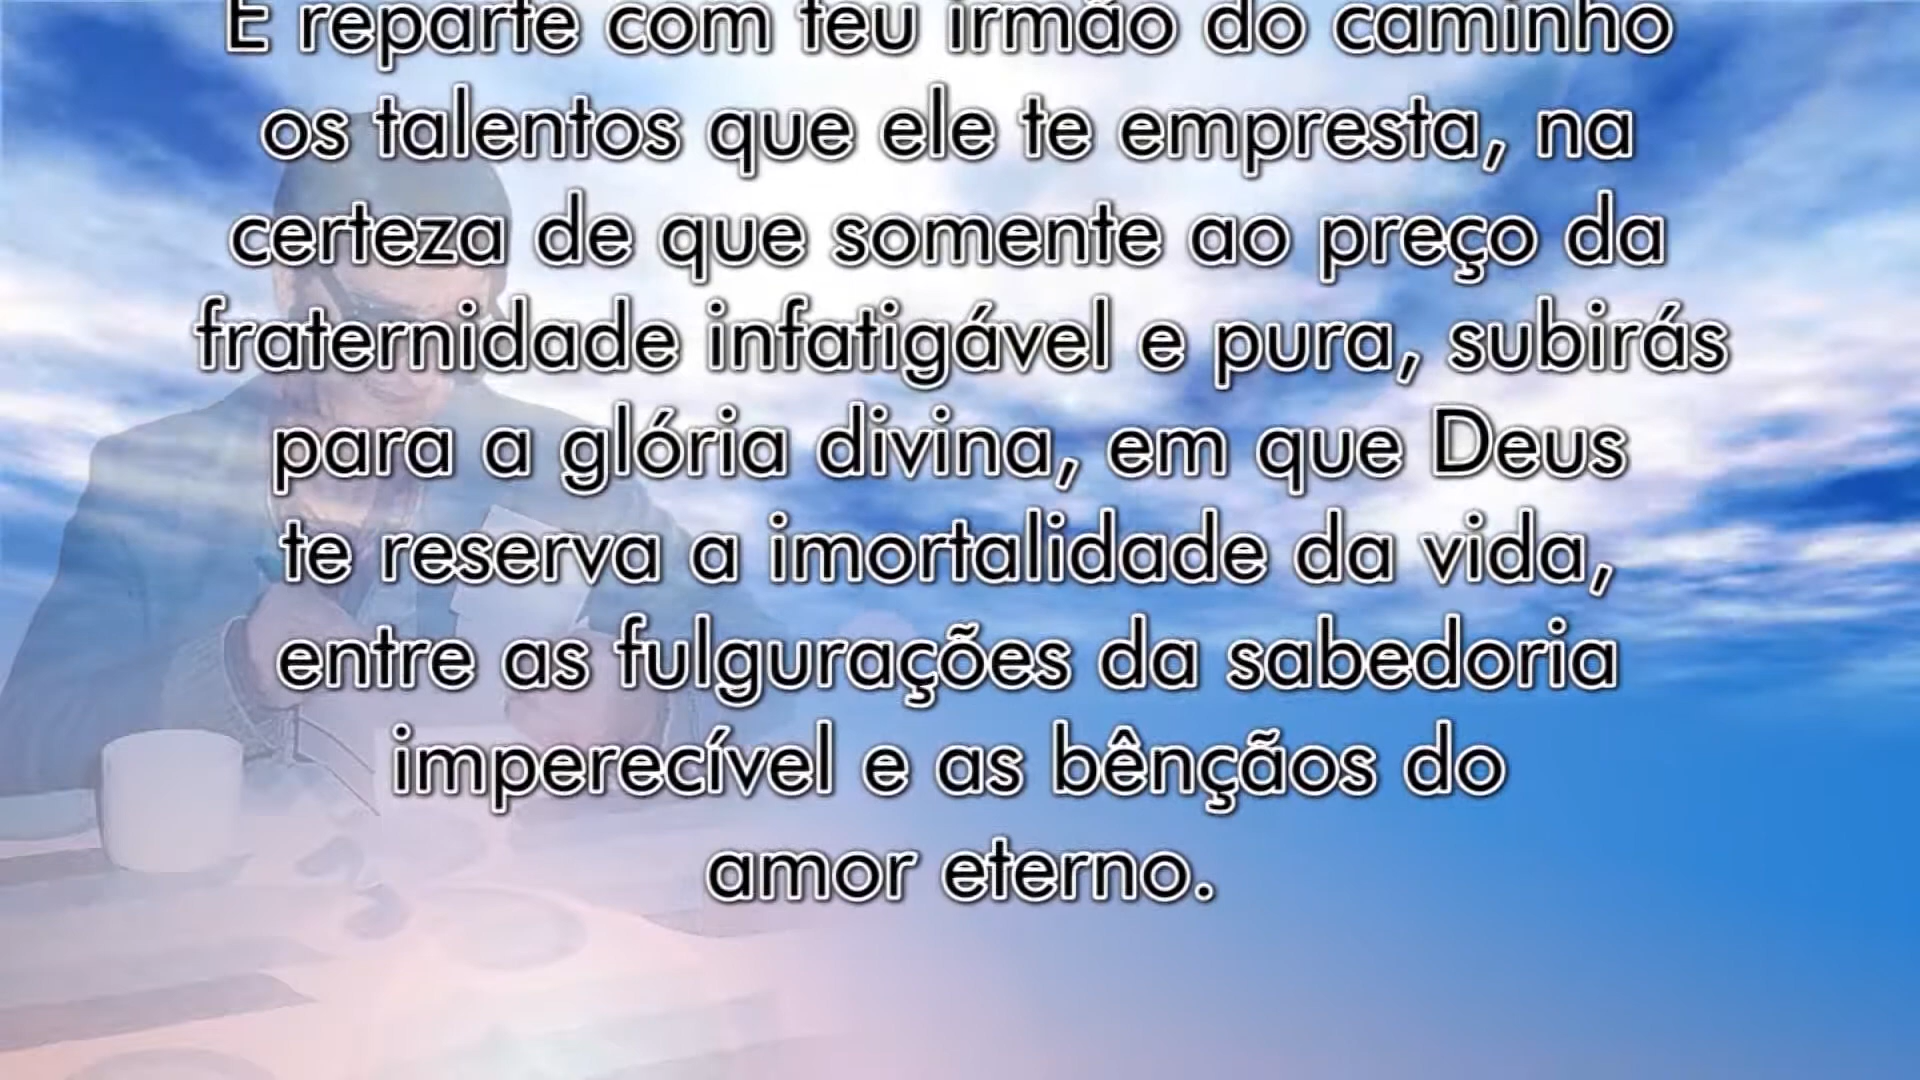 E reparte com teu irmão do caminho
os talentos que ele te empresta, na
certeza de que somente ao preço da
fraternidade infatigável e pura, subirás
para a glória divina, em que Deus
te reserva a imortalidade da vida,
entre as fulgurações da sabedoria
imperecível e as bênçãos do
amor eterno.